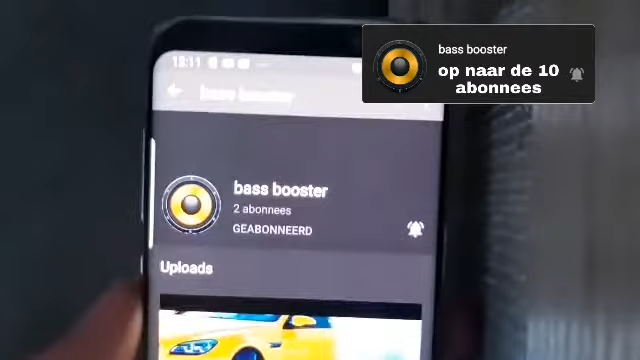 bass booster
op naar de 10
abonnees
18:11
bass booster
bass booster
2 abonnees
GEABONNEERD
Uploads